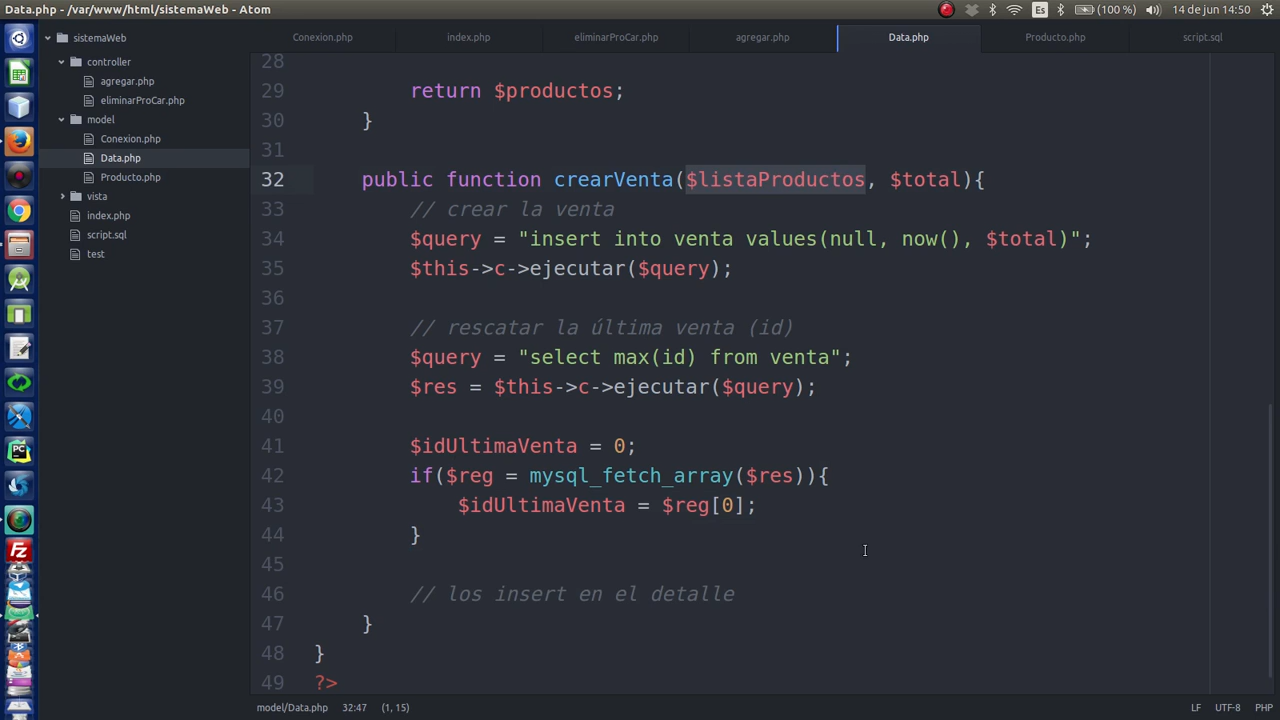 Data.php - /var/www/html/sistemaWeb - Atom
Es
(100 %)
14 de jun 14:50
sistemaWeb
controller
agregar.php
eliminarProCar.php
model
Conexion.php
Data.php
Producto.php
vista
index.php
script.sql
test
Conexion.php
index.php
eliminarProCar.php
agregar.php
Data.php
Producto.php
script.sql
28
29 return $productos;
30 }
31
32 public function crearVenta($listaProductos, $total){
33 // crear la venta
34 $query = "insert into venta values(null, now(), $total)";
35 $this->c->ejecutar($query);
36
37 // rescatar la última venta (id)
38 $query = "select max(id) from venta";
39 $res = $this->c->ejecutar($query);
40
41 $idUltimaVenta = 0;
42 if($reg = mysql_fetch_array($res)){
43 $idUltimaVenta = $reg[0];
44 }
45
46 // los insert en el detalle
47 }
48 }
49 ?>
PC
Fz
model/Data.php 32:47 (1, 15)
LF UTF-8 PHP